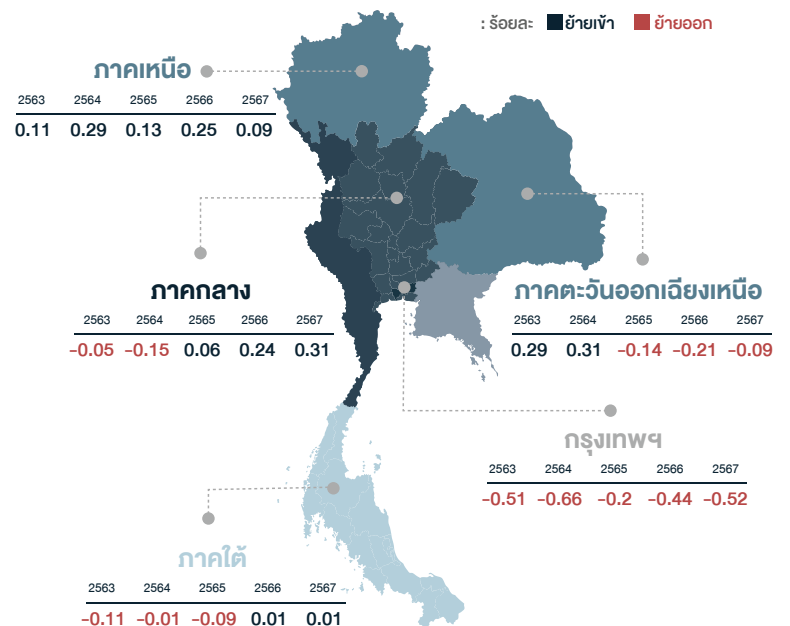 : ร้อยละ ย้ายเข้า ย้ายออก
ภาคเหนือ
2563 2564 2565 2566 2567
0.11 0.29 0.13 0.25 0.09
ภาคกลาง
2563 2564 2565 2566 2567
-0.05 -0.15 0.06 0.24 0.31
ภาคตะวันออกเฉียงเหนือ
2563 2564 2565 2566 2567
0.29 0.31 -0.14 -0.21 -0.09
กรุงเทพฯ
2563 2564 2565 2566 2567
-0.51 -0.66 -0.2 -0.44 -0.52
ภาคใต้
2563 2564 2565 2566 2567
-0.11 -0.01 -0.09 0.01 0.01